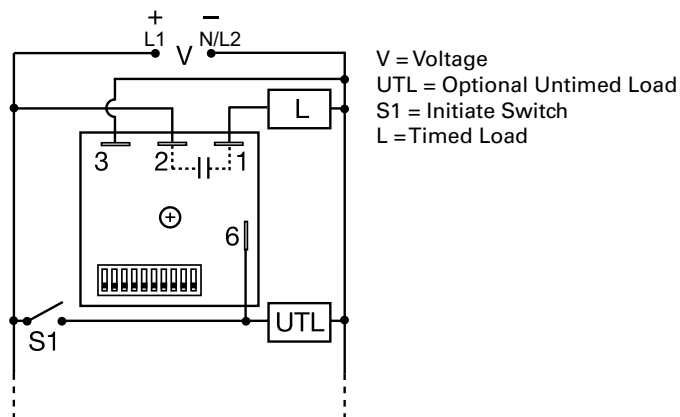 + −
L1 V N/L2
L
3 2 1
6
S1 UTL
V = Voltage
UTL = Optional Untimed Load
S1 = Initiate Switch
L = Timed Load